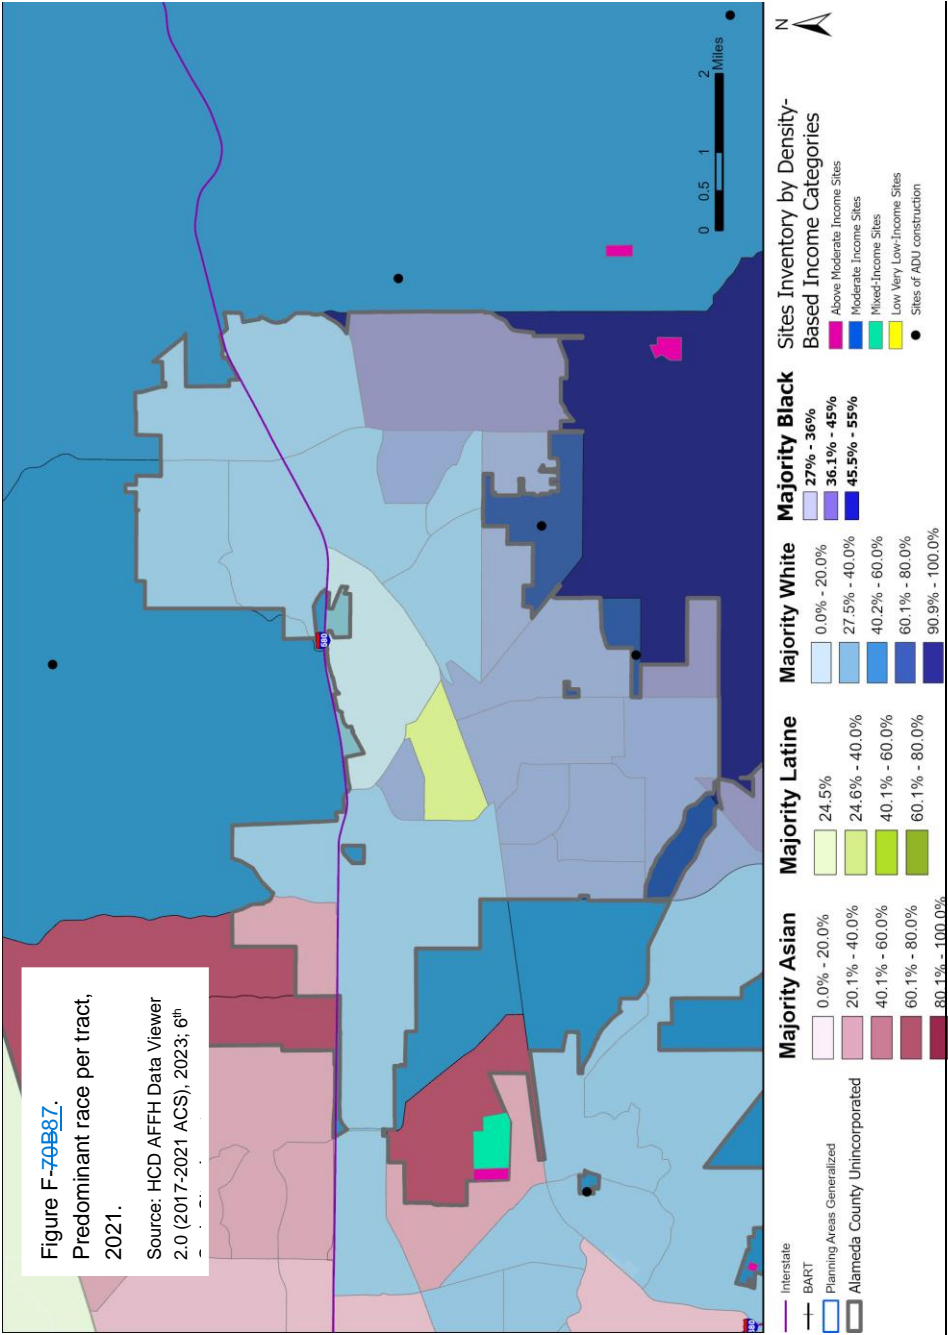 Figure F-70B87.
Predominant race per tract,
2021.
Source: HCD AFFH Data Viewer
2.0 (2017-2021 ACS), 2023; 6th
680
580
0 0.5 1 2
Miles
N
Interstate
BART
Planning Areas Generalized
Alameda County Unincorporated
Majority Asian
0.0% - 20.0%
20.1% - 40.0%
40.1% - 60.0%
60.1% - 80.0%
80.1% - 100.0%
Majority Latine
24.5%
24.6% - 40.0%
40.1% - 60.0%
60.1% - 80.0%
Majority White
0.0% - 20.0%
27.5% - 40.0%
40.2% - 60.0%
60.1% - 80.0%
90.9% - 100.0%
Majority Black
27% - 36%
36.1% - 45%
45.5% - 55%
Sites Inventory by Density-
Based Income Categories
Above Moderate Income Sites
Moderate Income Sites
Mixed-Income Sites
Low Very Low-Income Sites
Sites of ADU construction